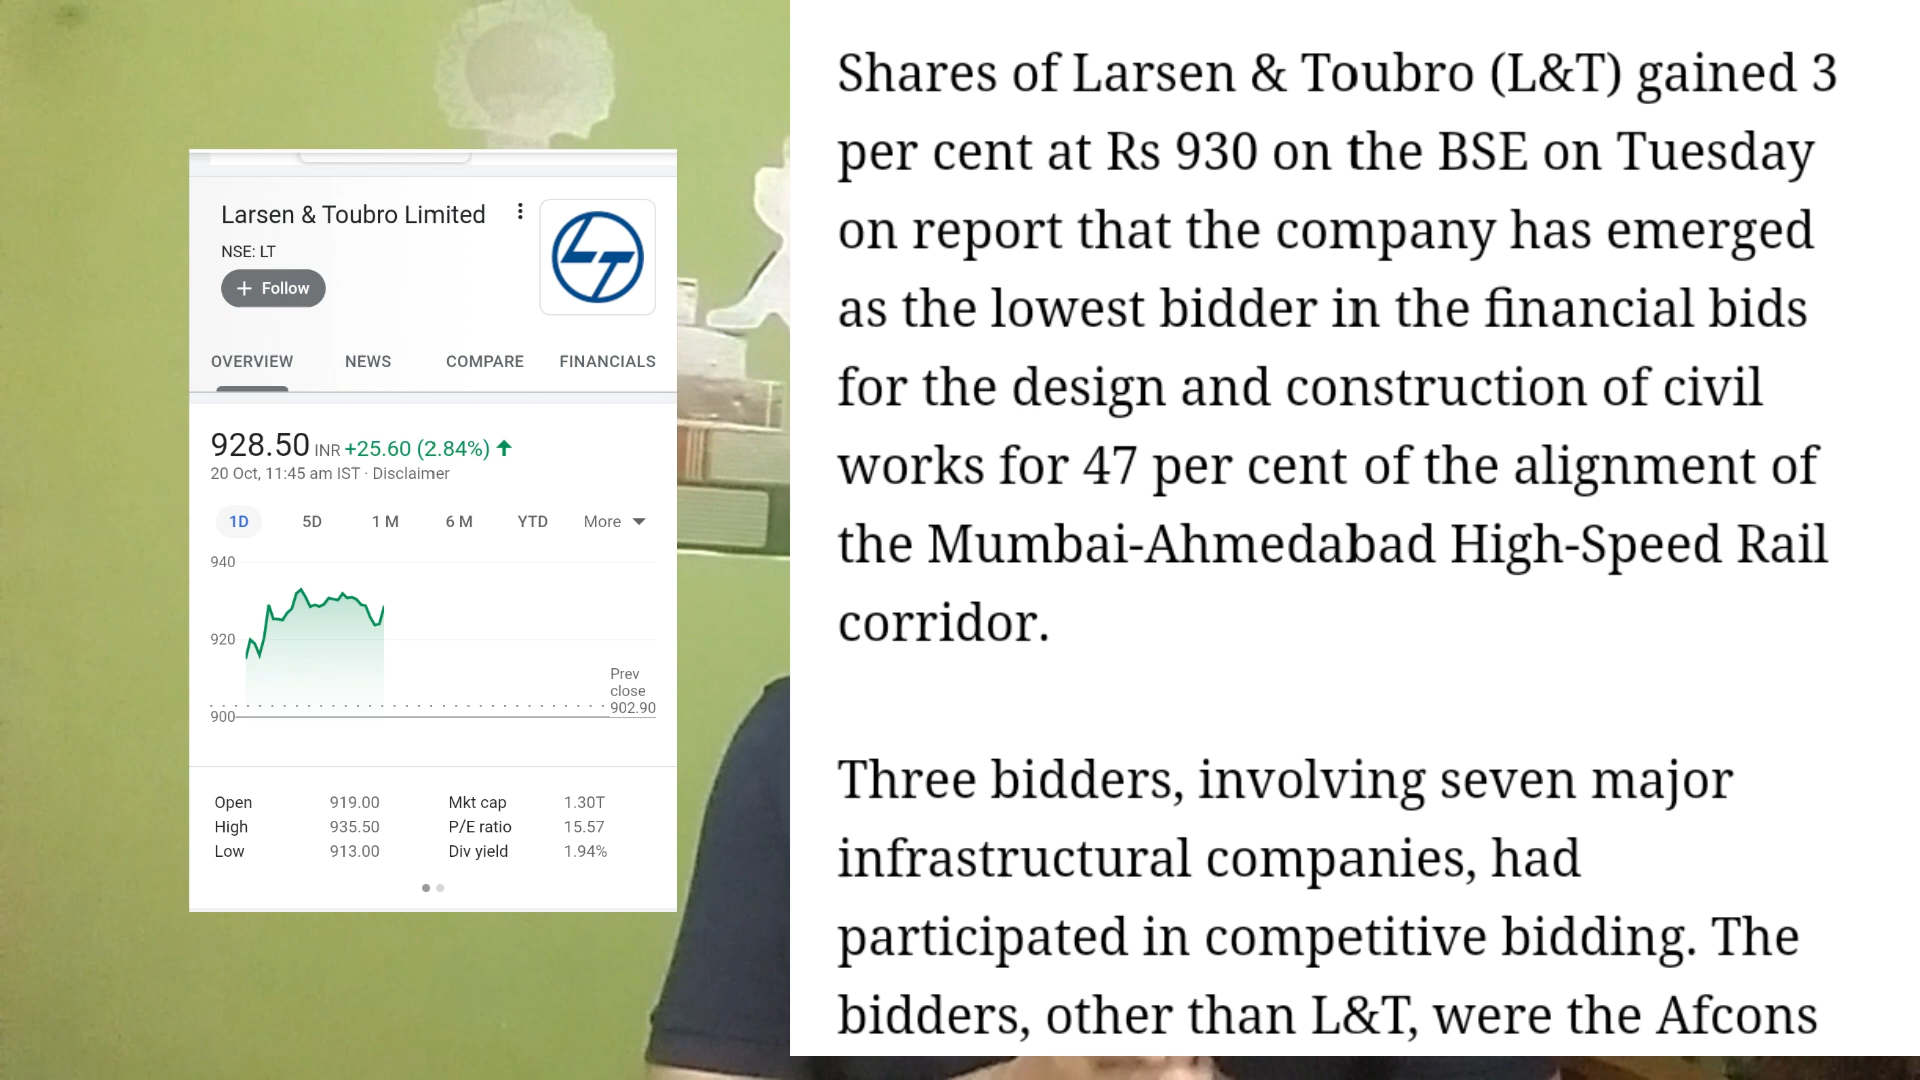 Larsen & Toubro Limited
NSE: LT
+ Follow
LT
OVERVIEW NEWS COMPARE FINANCIALS
928.50 INR +25.60 (2.84%)
20 Oct, 11:45 am IST · Disclaimer
1D 5D 1 M 6 M YTD More
940
920
900
Prev
close
902.90
Open 919.00 Mkt cap 1.30T
High 935.50 P/E ratio 15.57
Low 913.00 Div yield 1.94%
Shares of Larsen & Toubro (L&T) gained 3
per cent at Rs 930 on the BSE on Tuesday
on report that the company has emerged
as the lowest bidder in the financial bids
for the design and construction of civil
works for 47 per cent of the alignment of
the Mumbai-Ahmedabad High-Speed Rail
corridor.
Three bidders, involving seven major
infrastructural companies, had
participated in competitive bidding. The
bidders, other than L&T, were the Afcons